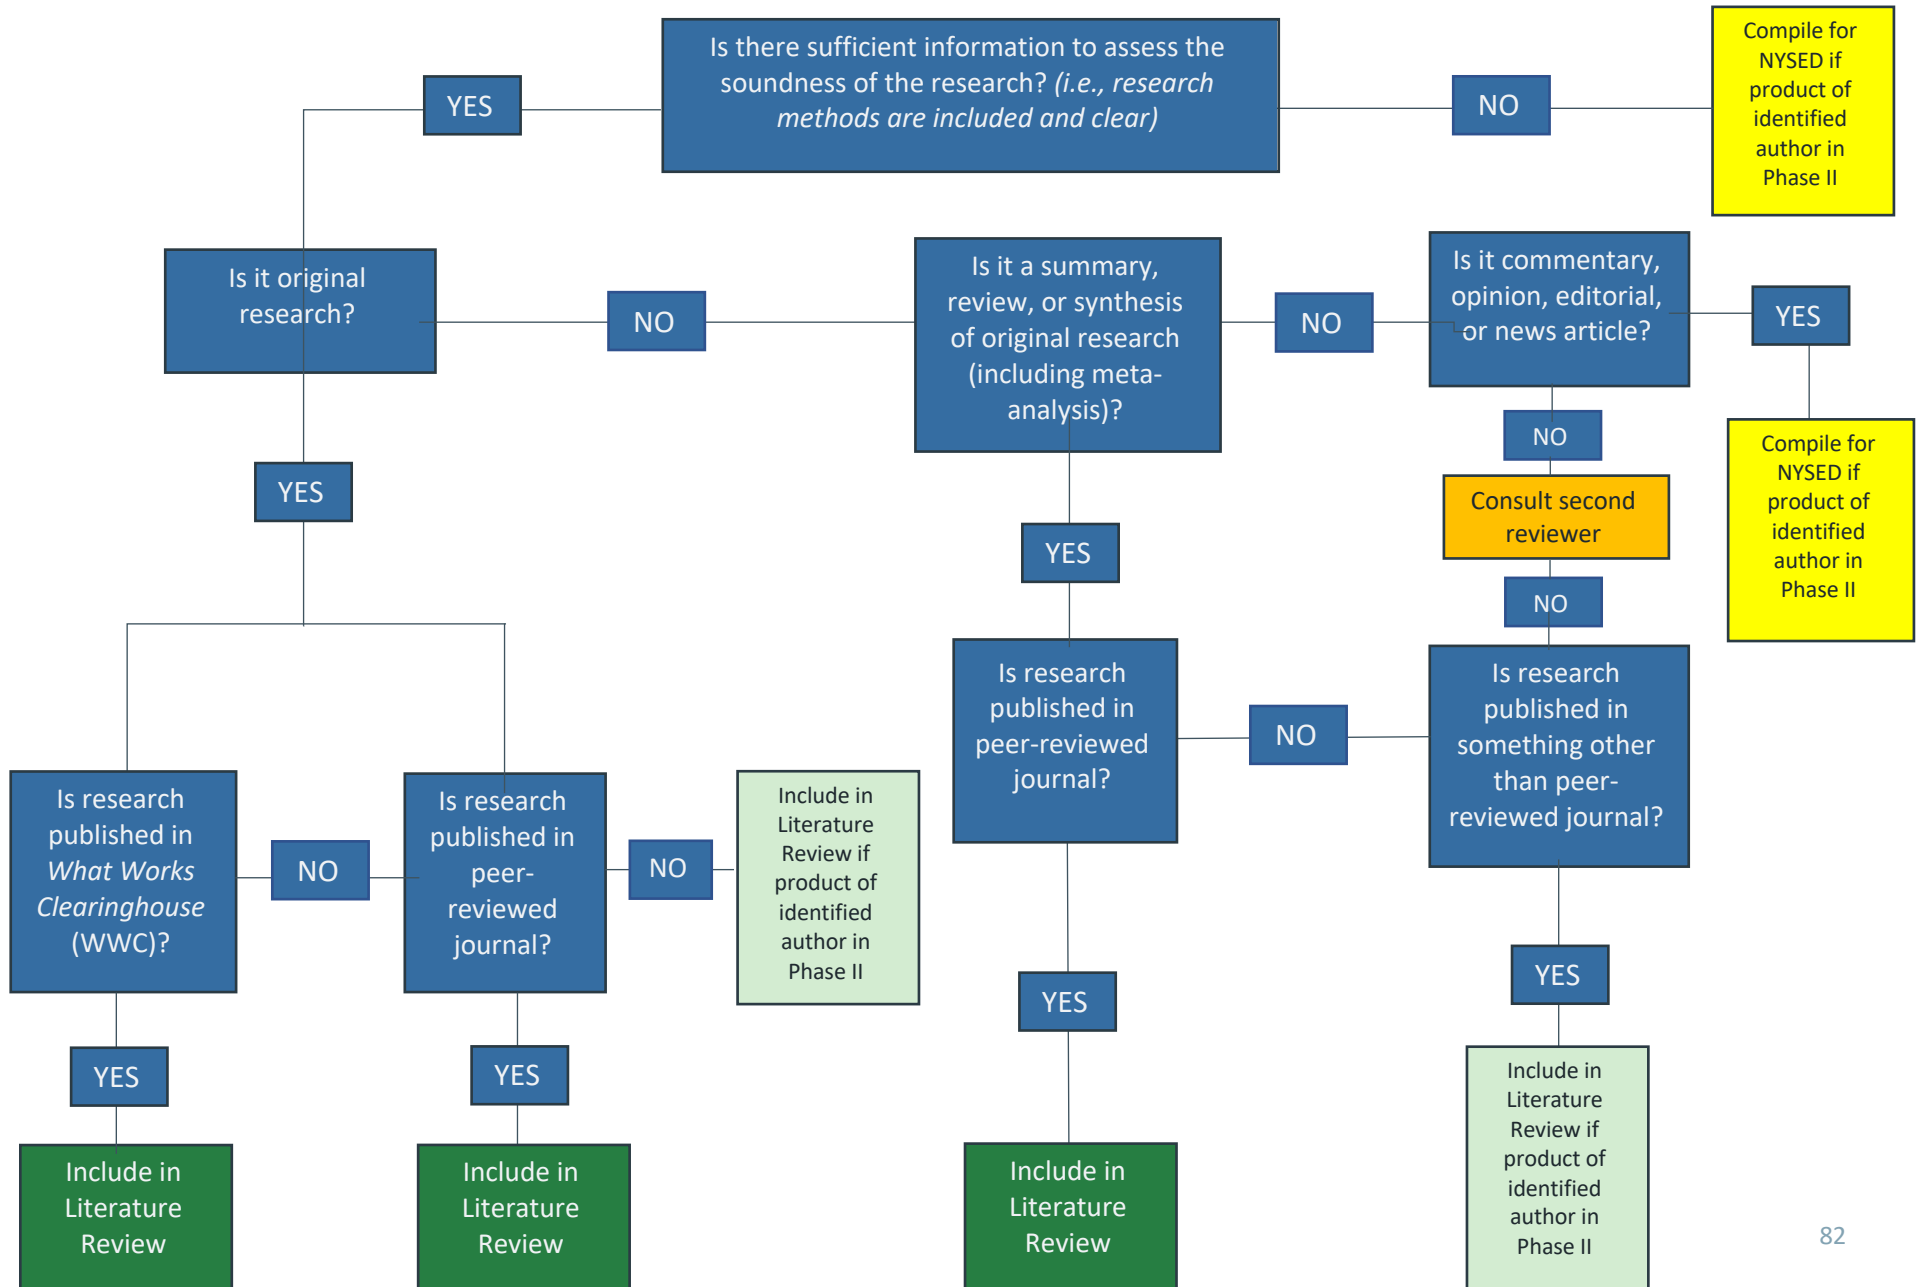 Is there sufficient information to assess the
soundness of the research? (i.e., research
methods are included and clear)
YES
NO
Compile for
NYSED if
product of
identified
author in
Phase II
Is it original
research?
NO
Is it a summary,
review, or synthesis
of original research
(including meta-
analysis)?
NO
Is it commentary,
opinion, editorial,
or news article?
YES
Compile for
NYSED if
product of
identified
author in
Phase II
NO
Consult second
reviewer
NO
YES
YES
Is research
published in
What Works
Clearinghouse
(WWC)?
NO
Is research
published in
peer-
reviewed
journal?
NO
Include in
Literature
Review if
product of
identified
author in
Phase II
Is research
published in
peer-reviewed
journal?
NO
Is research
published in
something other
than peer-
reviewed journal?
YES
YES
YES
YES
Include in
Literature
Review
Include in
Literature
Review
Include in
Literature
Review
Include in
Literature
Review if
product of
identified
author in
Phase II
82